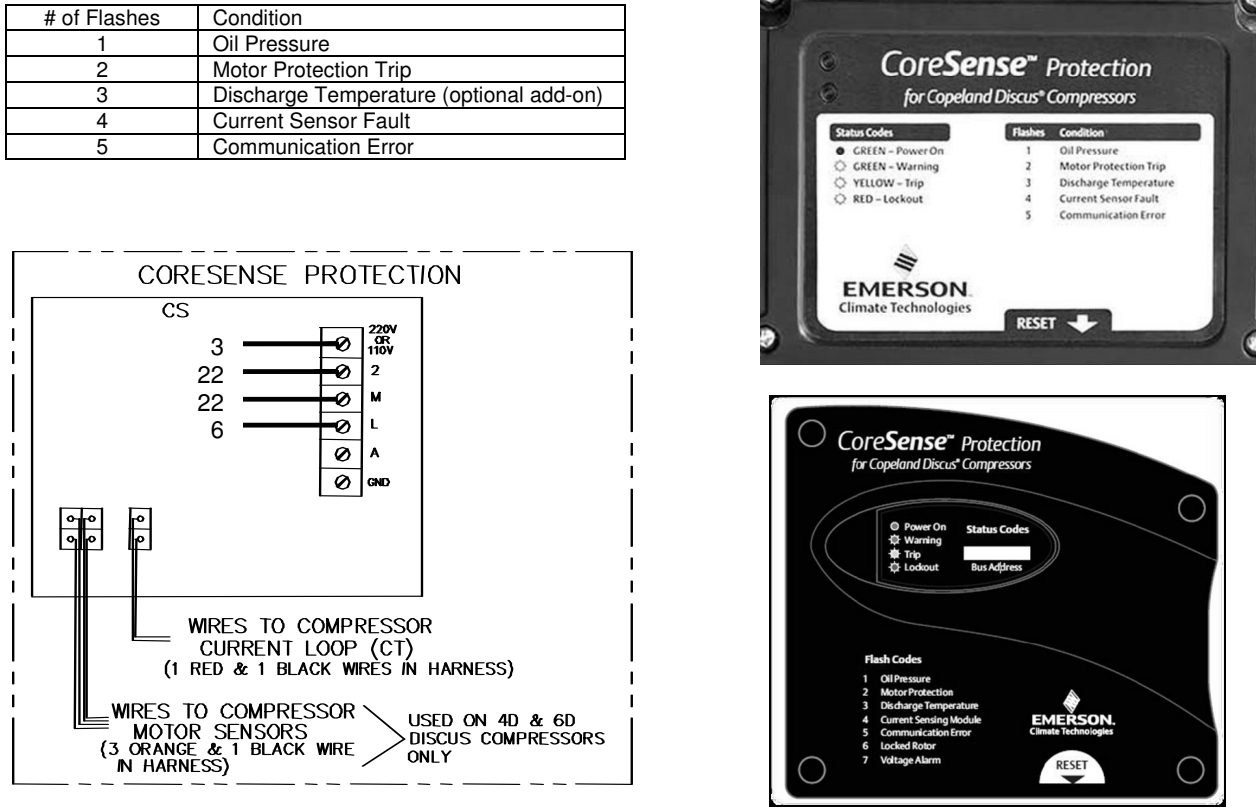 # of Flashes Condition
1 Oil Pressure
2 Motor Protection Trip
3 Discharge Temperature (optional add-on)
4 Current Sensor Fault
5 Communication Error
CORESENSE PROTECTION
CS
220V
OR
110V
3
22 2
22 M
6 L
A
GND
WIRES TO COMPRESSOR
CURRENT LOOP (CT)
(1 RED & 1 BLACK WIRES IN HARNESS)
WIRES TO COMPRESSOR
MOTOR SENSORS
(3 ORANGE & 1 BLACK WIRE
IN HARNESS)
USED ON 4D & 6D
DISCUS COMPRESSORS
ONLY
CoreSense™ Protection
for Copeland Discus® Compressors
Status Codes
GREEN – Power On
GREEN – Warning
YELLOW – Trip
RED – Lockout
Flashes Condition
1 Oil Pressure
2 Motor Protection Trip
3 Discharge Temperature
4 Current Sensor Fault
5 Communication Error
EMERSON.
Climate Technologies
RESET
CoreSense™ Protection
for Copeland Discus® Compressors
Power On
Warning
Trip
Lockout
Status Codes
Bus Address
Flash Codes
1 Oil Pressure
2 Motor Protection
3 Discharge Temperature
4 Current Sensing Module
5 Communication Error
6 Locked Rotor
7 Voltage Alarm
EMERSON.
Climate Technologies
RESET